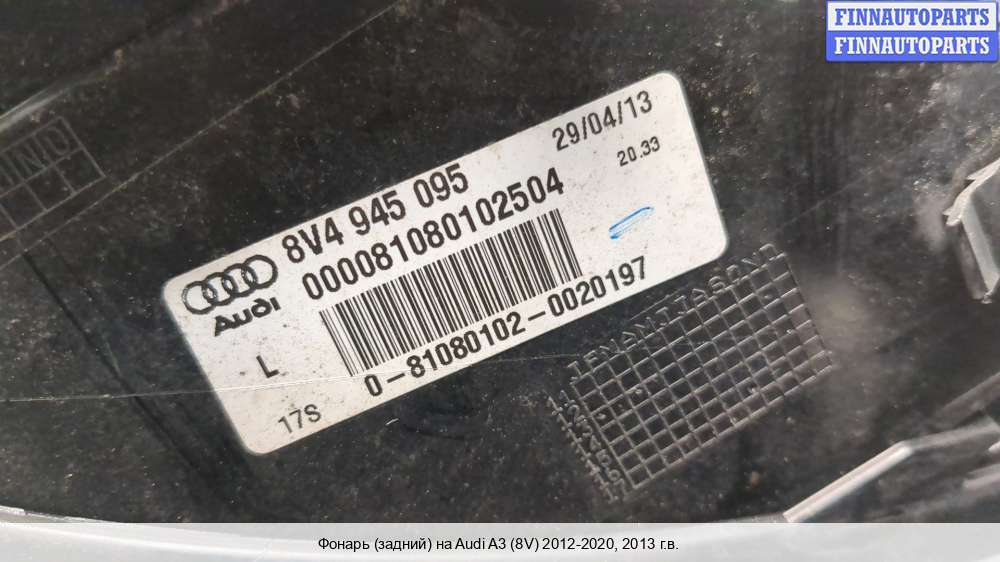 FINNAUTOPARTS
FINNAUTOPARTS
29/04/13
20.33
8V4 945 095
000081080102504
Audi
0-81080102-0020197
L
17S
Фонарь (задний) на Audi A3 (8V) 2012-2020, 2013 г.в.